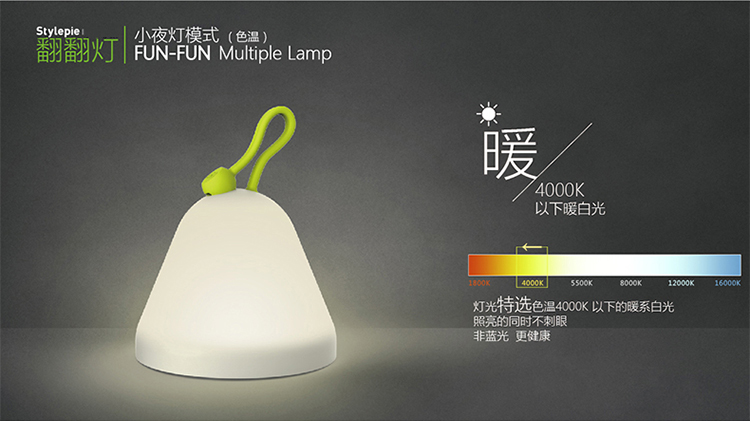 Stylepie
翻翻灯
小夜灯模式（色温）
FUN-FUN Multiple Lamp
暖
4000K
以下暖白光
1800K 4000K 5500K 8000K 12000K 16000K
灯光特选色温4000K 以下的暖系白光
照亮的同时不刺眼
非蓝光 更健康